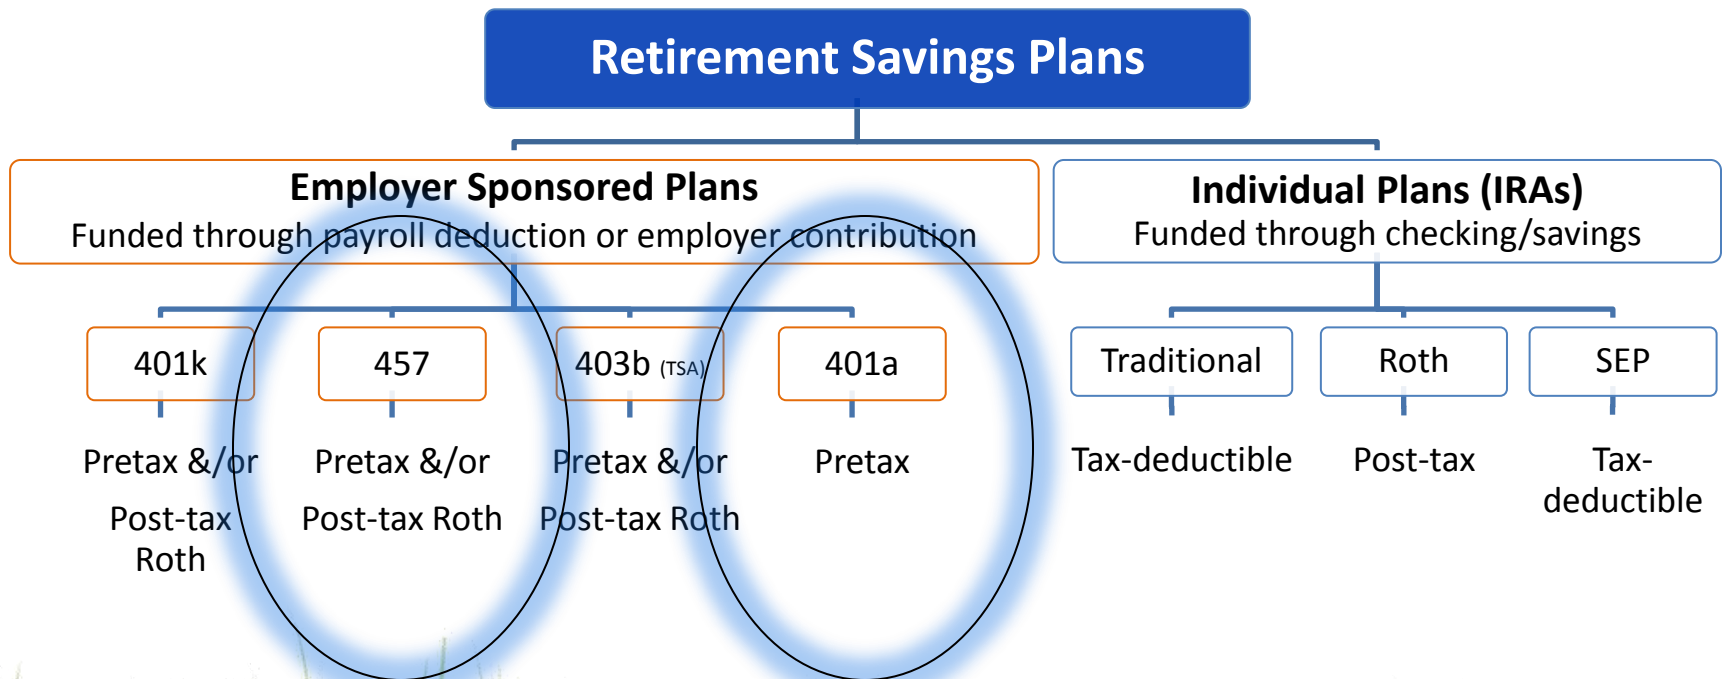 Retirement Savings Plans
Employer Sponsored Plans
Funded through payroll deduction or employer contribution
Individual Plans (IRAs)
Funded through checking/savings
401k
457
403b (TSA)
401a
Traditional
Roth
SEP
Pretax &/or
Post-tax
Roth
Pretax &/or
Post-tax Roth
Pretax &/or
Post-tax Roth
Pretax
Tax-deductible
Post-tax
Tax-
deductible